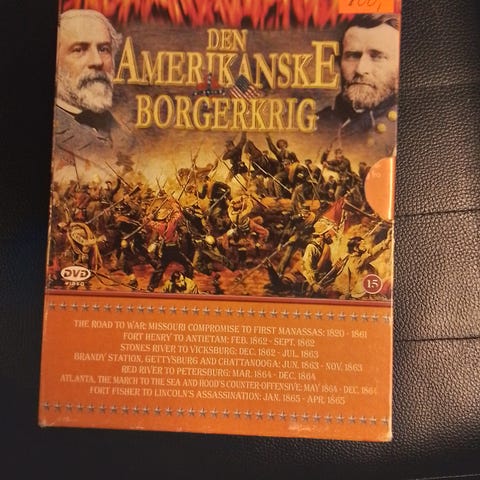 100,-
DEN
AMERIKANSKE
BORGERKRIG
DVD
VIDEO
15
THE ROAD TO WAR: MISSOURI COMPROMISE TO FIRST MANASSAS: 1820 - 1861
FORT HENRY TO ANTIETAM: FEB. 1862 - SEPT. 1862
STONES RIVER TO VICKSBURG: DEC. 1862 - JUL. 1863
BRANDY STATION, GETTYSBURG AND CHATTANOOGA: JUN. 1863 - NOV. 1863
RED RIVER TO PETERSBURG: MAR. 1864 - DEC. 1864
ATLANTA, THE MARCH TO THE SEA AND HOOD'S COUNTER-OFFENSIVE: MAY 1864 - DEC. 1864
FORT FISHER TO LINCOLN'S ASSASSINATION: JAN. 1865 - APR. 1865